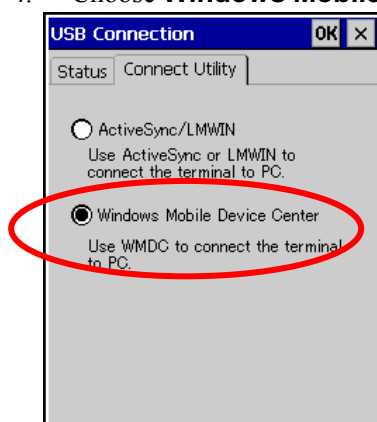 USB Connection OK ×
Status Connect Utility
ActiveSync/LMWIN
Use ActiveSync or LMWIN to
connect the terminal to PC.
Windows Mobile Device Center
Use WMDC to connect the terminal
to PC.